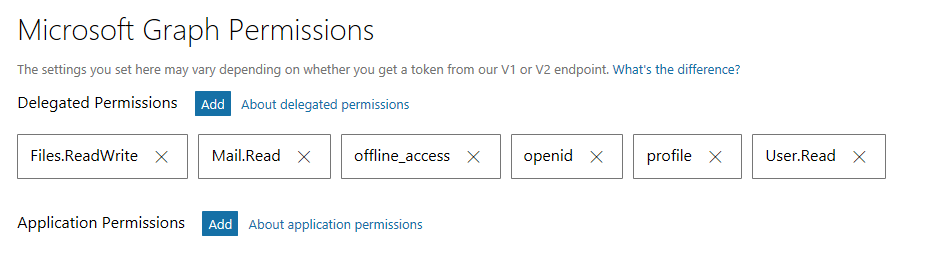 Microsoft Graph Permissions
The settings you set here may vary depending on whether you get a token from our V1 or V2 endpoint. What's the difference?
Delegated Permissions Add About delegated permissions
Files.ReadWrite Mail.Read offline_access openid profile User.Read
Application Permissions Add About application permissions